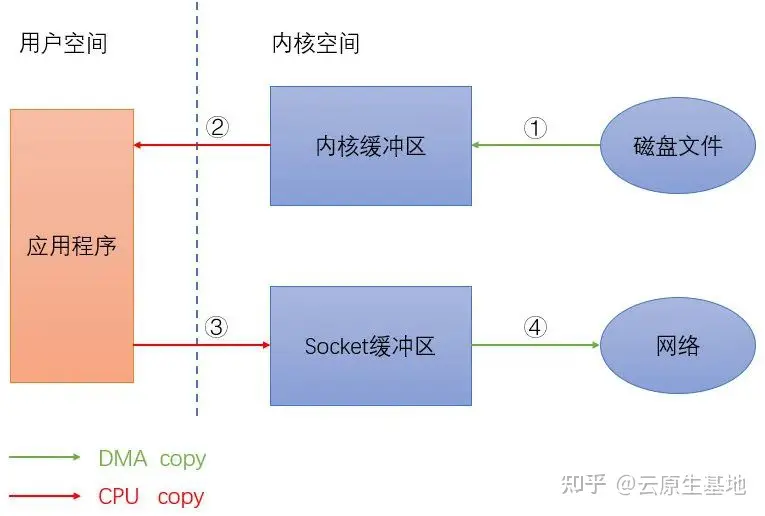 用户空间
内核空间
②
内核缓冲区
①
磁盘文件
应用程序
③
Socket缓冲区
④
网络
DMA copy
CPU copy
知乎 @云原生基地